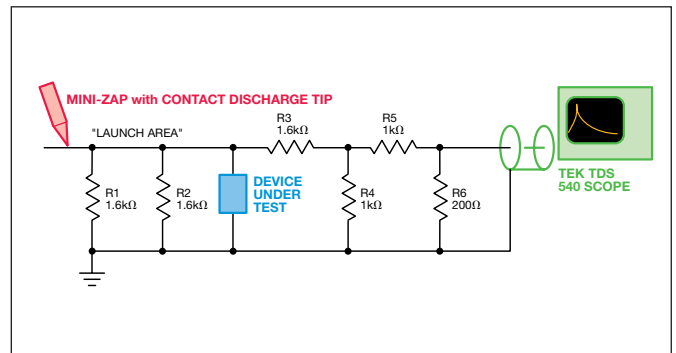 MINI-ZAP with CONTACT DISCHARGE TIP
"LAUNCH AREA"
R3
1.6kΩ
R5
1kΩ
R1
1.6kΩ
R2
1.6kΩ
DEVICE
UNDER
TEST
R4
1kΩ
R6
200Ω
TEK TDS
540 SCOPE